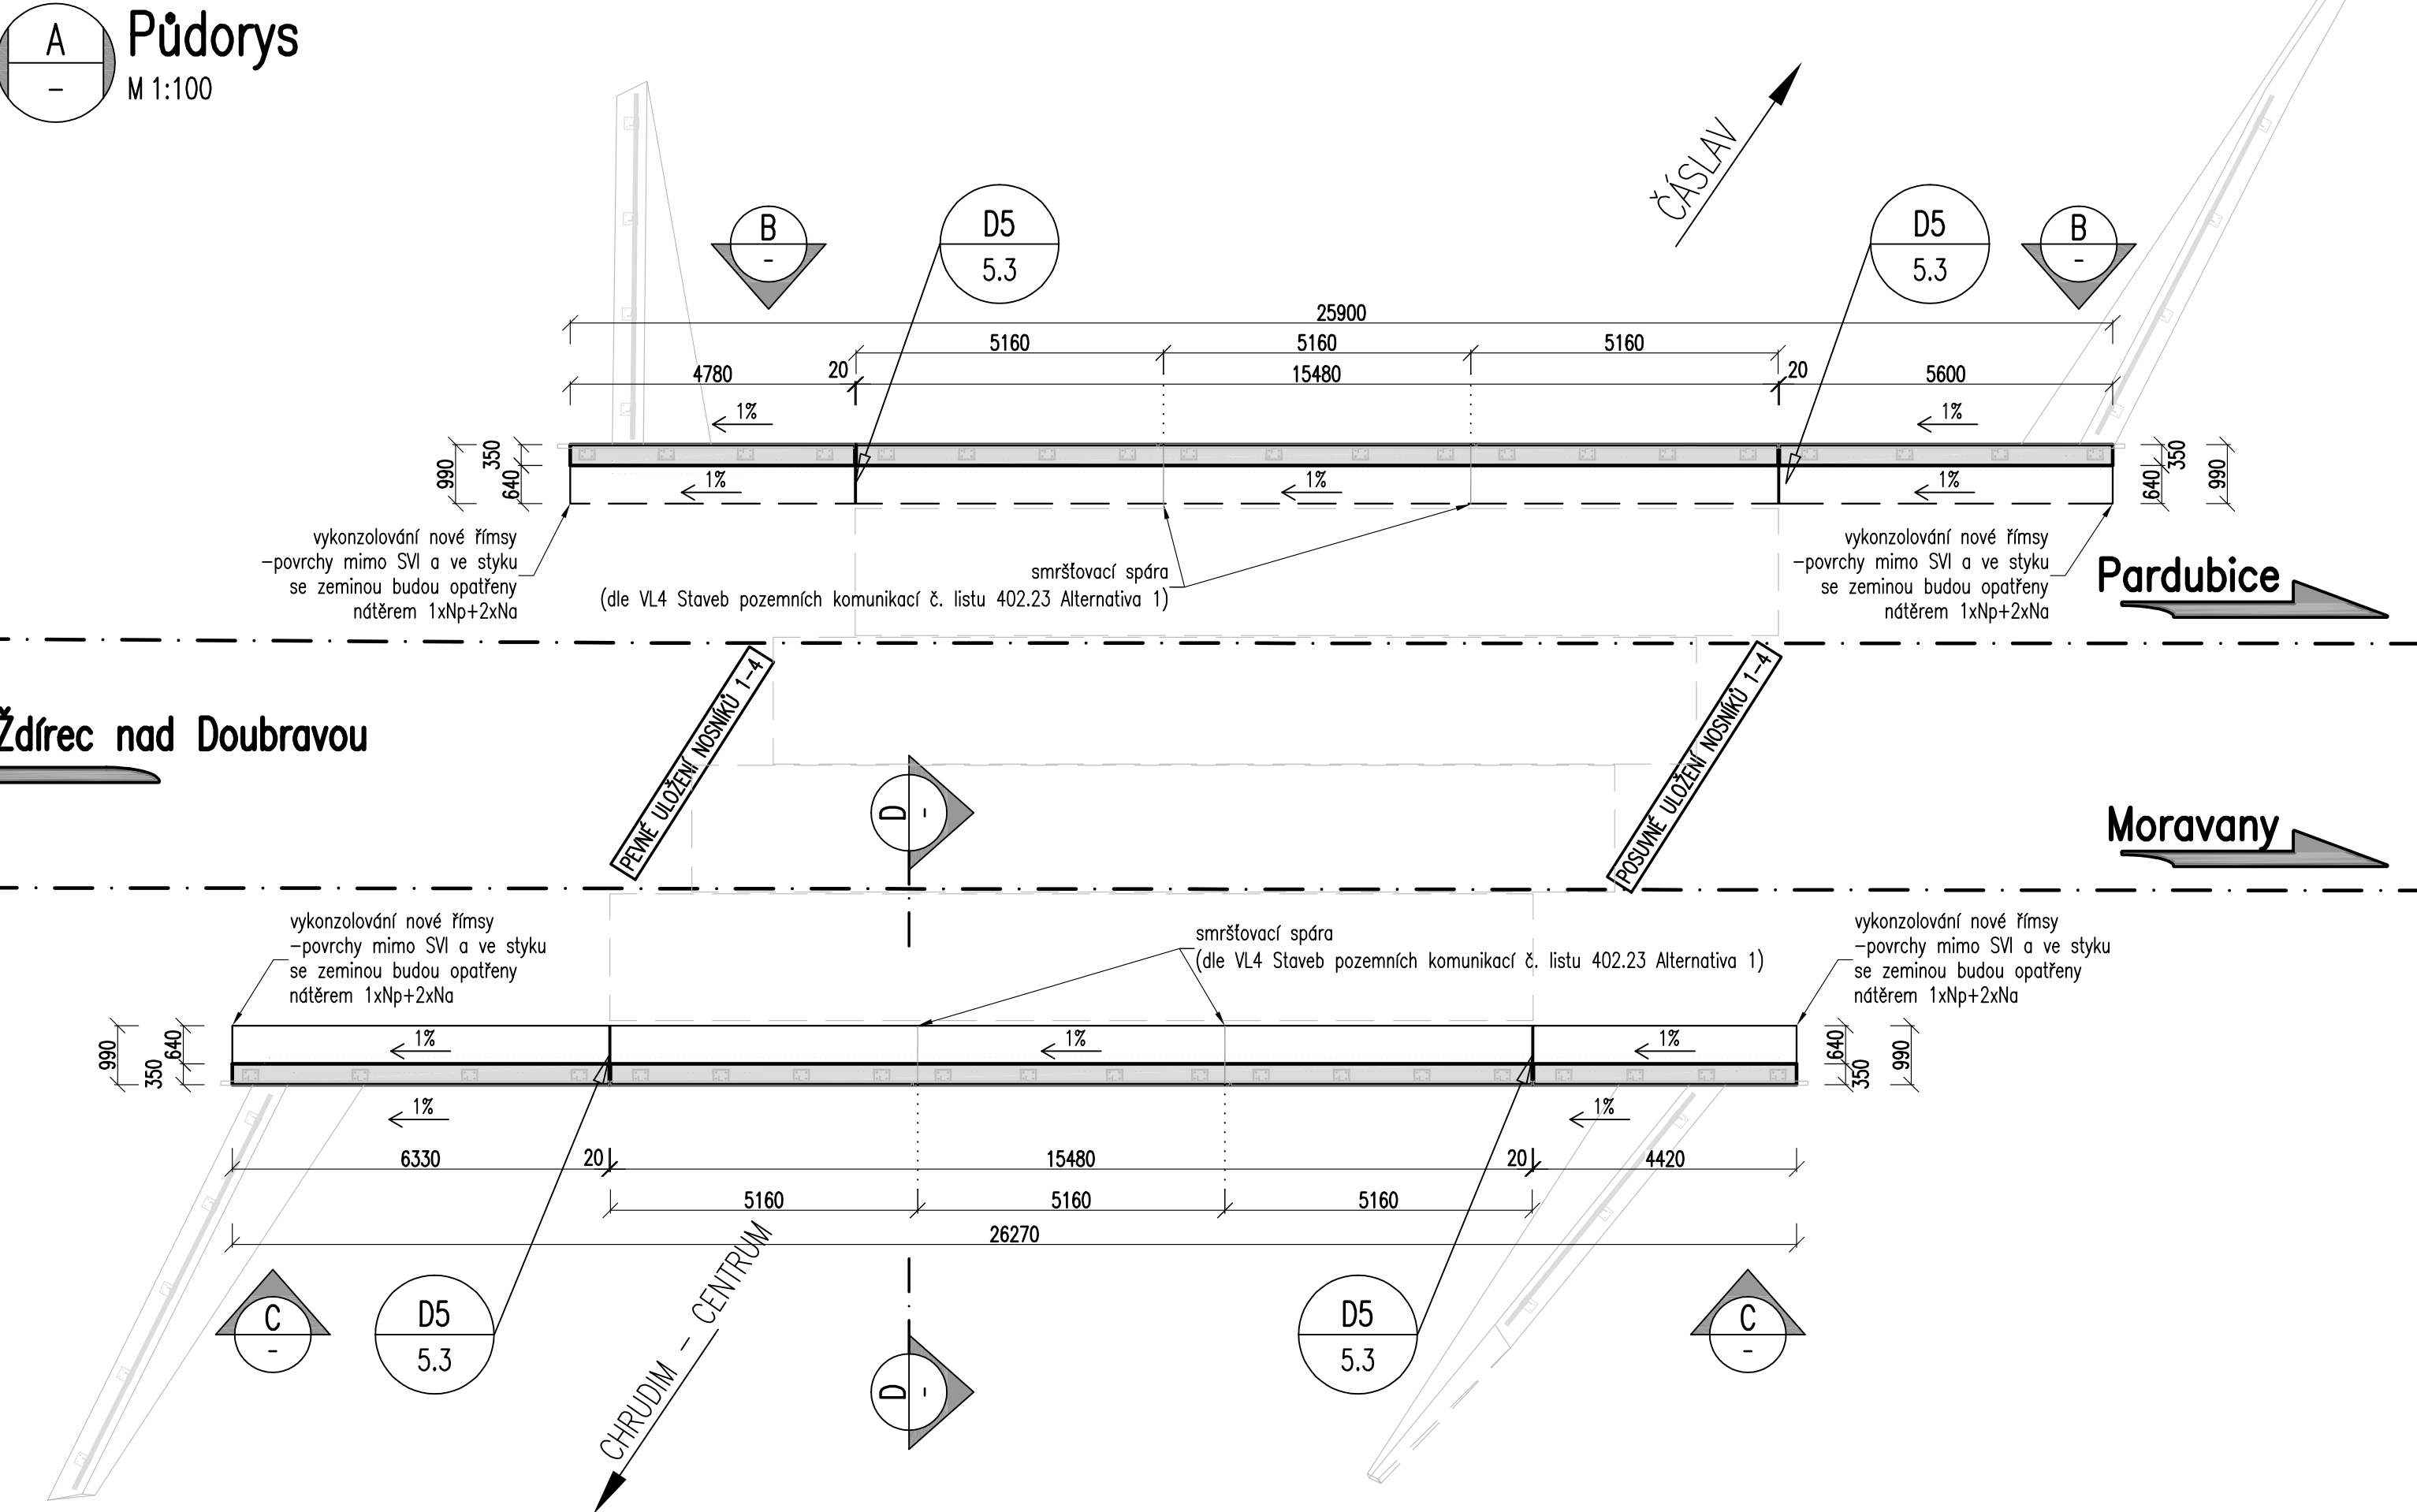 A
-
Půdorys
M 1:100
ČÁSLAV
B
-
D5
5.3
D5
5.3
B
-
25900
5160
5160
5160
4780
20
15480
20
5600
1%
1%
990
350
640
1%
1%
1%
640
350
990
vykonzolování nové římsy
-povrchy mimo SVI a ve styku
se zeminou budou opatřeny
nátěrem 1xNp+2xNa
smršťovací spára
(dle VL4 Staveb pozemních komunikací č. listu 402.23 Alternativa 1)
vykonzolování nové římsy
-povrchy mimo SVI a ve styku
se zeminou budou opatřeny
nátěrem 1xNp+2xNa
Pardubice
PEVNÉ ULOŽENÍ NOSNÍKŮ 1-4
POSUVNÉ ULOŽENÍ NOSNÍKŮ 1-4
Ždírec nad Doubravou
D
-
Moravany
vykonzolování nové římsy
-povrchy mimo SVI a ve styku
se zeminou budou opatřeny
nátěrem 1xNp+2xNa
smršťovací spára
(dle VL4 Staveb pozemních komunikací č. listu 402.23 Alternativa 1)
vykonzolování nové římsy
-povrchy mimo SVI a ve styku
se zeminou budou opatřeny
nátěrem 1xNp+2xNa
990
350
640
1%
1%
1%
640
350
990
1%
1%
6330
20
15480
20
4420
5160
5160
5160
26270
C
-
D5
5.3
CHRUDIM - CENTRUM
D
-
D5
5.3
C
-